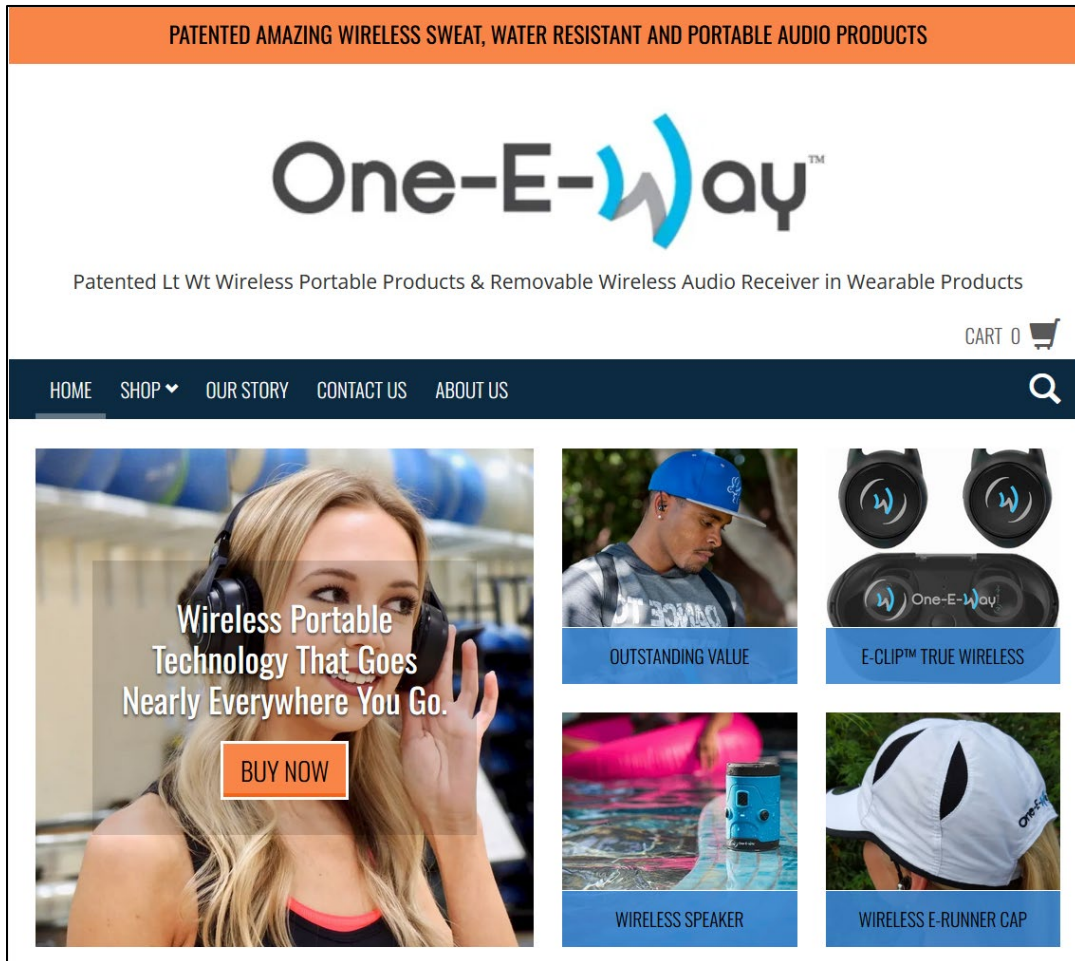 PATENTED AMAZING WIRELESS SWEAT, WATER RESISTANT AND PORTABLE AUDIO PRODUCTS
One-E-Way™
Patented Lt Wt Wireless Portable Products & Removable Wireless Audio Receiver in Wearable Products
CART 0
HOME SHOP OUR STORY CONTACT US ABOUT US
Wireless Portable
Technology That Goes
Nearly Everywhere You Go.
BUY NOW
DANCE TO
OUTSTANDING VALUE
W W
W One-E-Way
E-CLIP™ TRUE WIRELESS
WIRELESS SPEAKER
One-E-W
WIRELESS E-RUNNER CAP